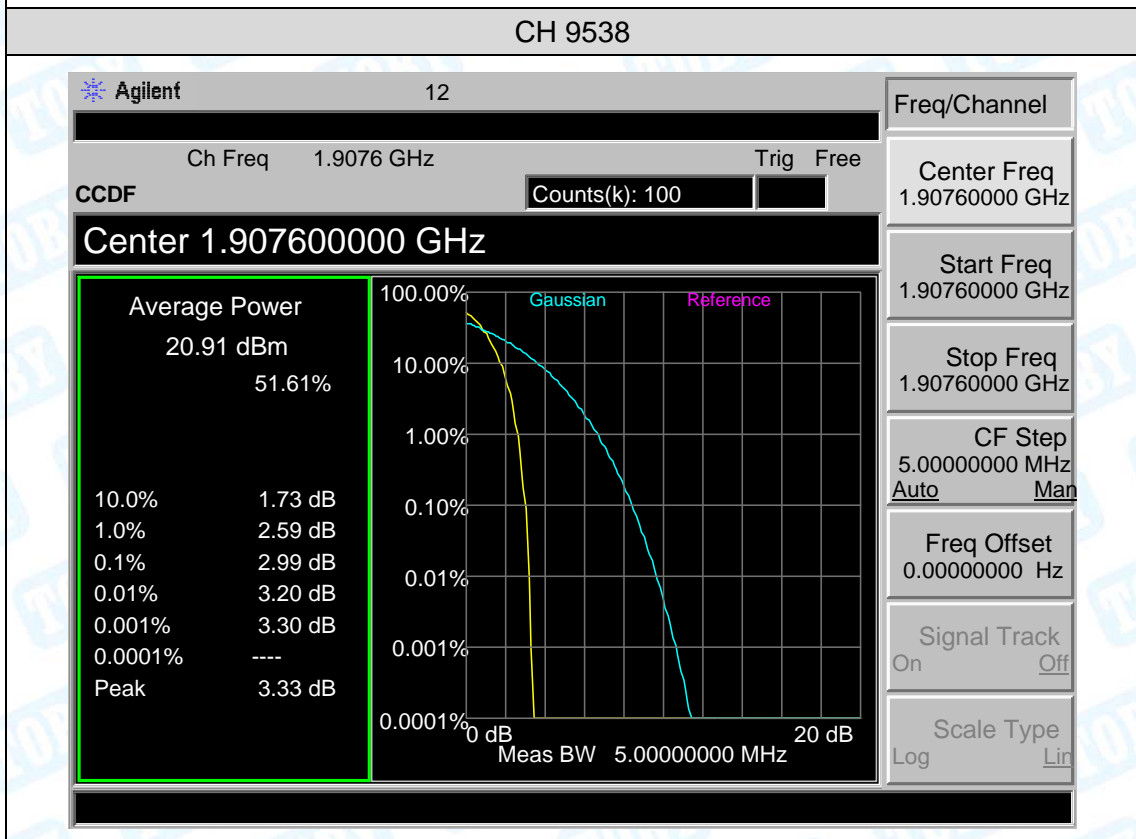 CH 9538
Agilent 12
Ch Freq 1.9076 GHz Trig Free
CCDF Counts(k): 100
Center 1.907600000 GHz
Average Power
20.91 dBm
51.61%
10.0% 1.73 dB
1.0% 2.59 dB
0.1% 2.99 dB
0.01% 3.20 dB
0.001% 3.30 dB
0.0001% ----
Peak 3.33 dB
Gaussian Reference
100.00%
10.00%
1.00%
0.10%
0.01%
0.001%
0.0001%
0 dB 20 dB
Meas BW 5.00000000 MHz
Freq/Channel
Center Freq
1.90760000 GHz
Start Freq
1.90760000 GHz
Stop Freq
1.90760000 GHz
CF Step
5.00000000 MHz
Auto Man
Freq Offset
0.00000000 Hz
Signal Track
On Off
Scale Type
Log Lin
TOBY